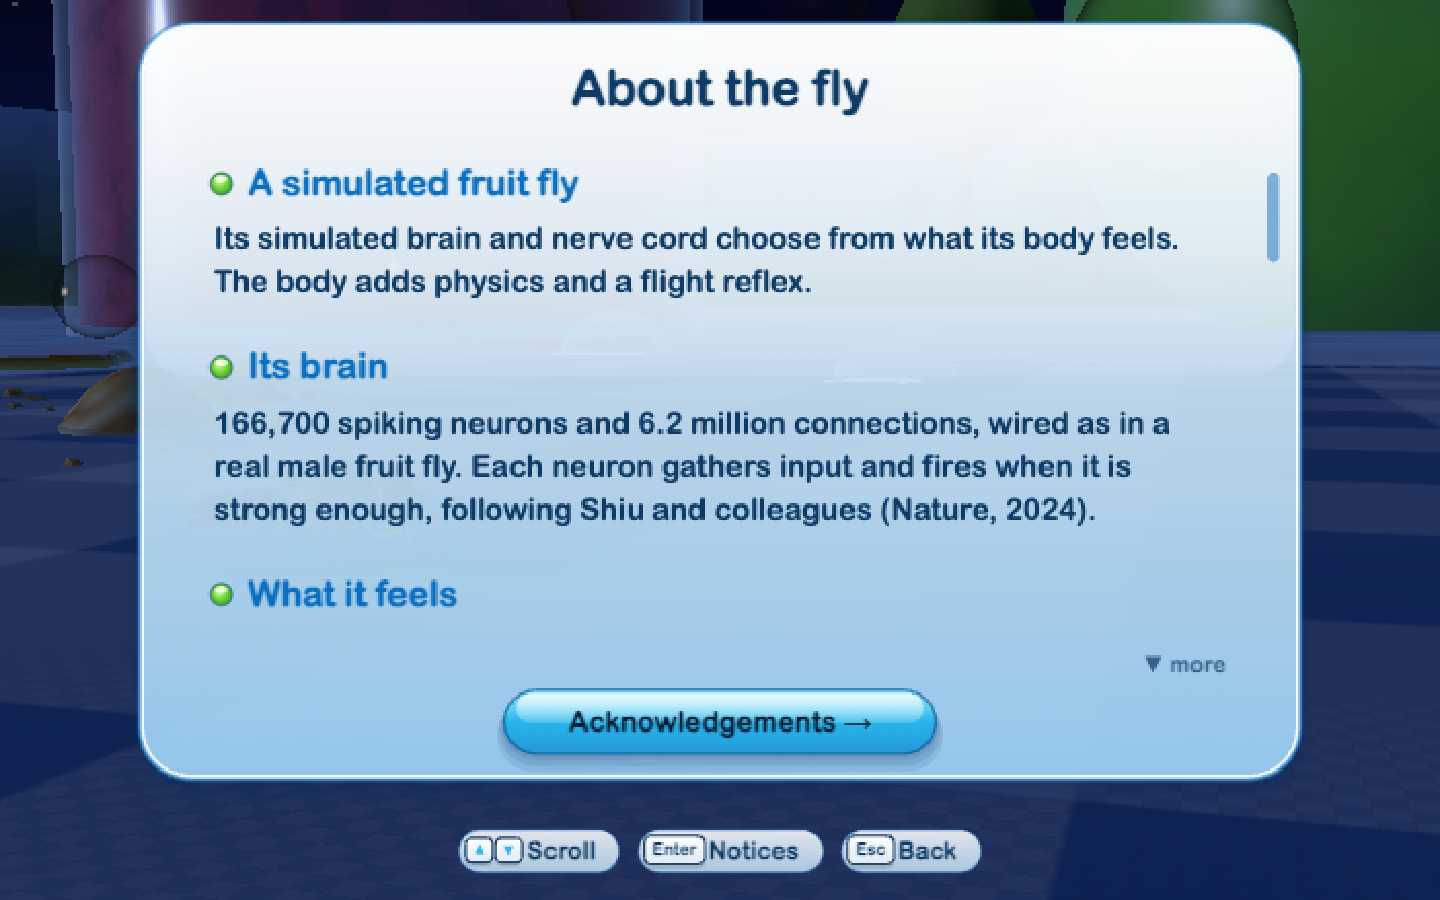 About the fly
A simulated fruit fly
Its simulated brain and nerve cord choose from what its body feels.
The body adds physics and a flight reflex.
Its brain
166,700 spiking neurons and 6.2 million connections, wired as in a
real male fruit fly. Each neuron gathers input and fires when it is
strong enough, following Shiu and colleagues (Nature, 2024).
What it feels
▼ more
Acknowledgements →
▲ ▼ Scroll
Enter Notices
Esc Back